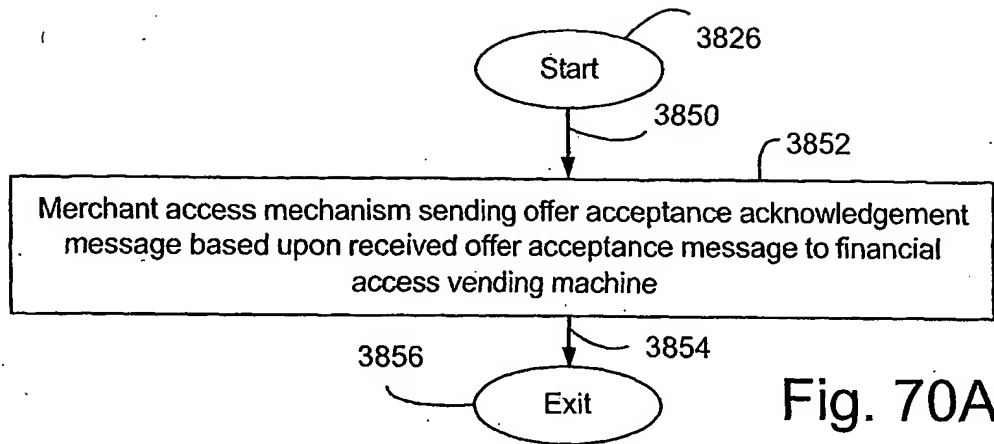 3826
Start
3850
3852
Merchant access mechanism sending offer acceptance acknowledgement
message based upon received offer acceptance message to financial
access vending machine
3854
3856
Exit
Fig. 70A